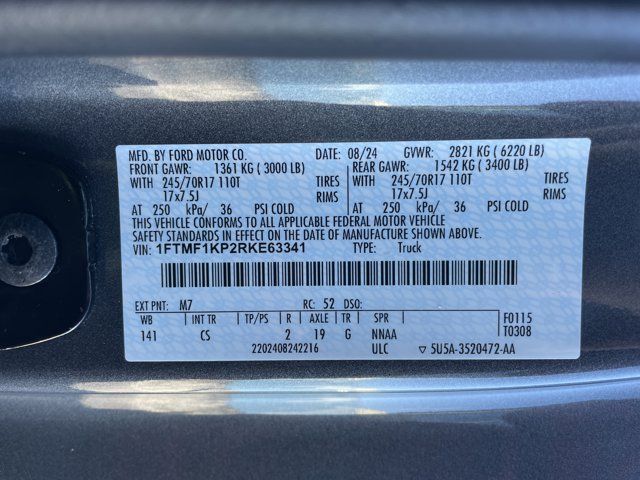 MFD. BY FORD MOTOR CO. DATE: 08/24 GVWR: 2821 KG ( 6220 LB)
FRONT GAWR: 1361 KG ( 3000 LB) REAR GAWR: 1542 KG ( 3400 LB)
WITH 245/70R17 110T TIRES WITH 245/70R17 110T TIRES
17x7.5J RIMS 17x7.5J RIMS
AT 250 kPa/ 36 PSI COLD AT 250 kPa/ 36 PSI COLD
THIS VEHICLE CONFORMS TO ALL APPLICABLE FEDERAL MOTOR VEHICLE
SAFETY STANDARDS IN EFFECT ON THE DATE OF MANUFACTURE SHOWN ABOVE.
VIN: 1FTMF1KP2RKE63341 TYPE: Truck
EXT PNT: M7 RC: 52 DSO:
WB INT TR TP/PS R AXLE TR SPR F0115
141 CS 2 19 G NNAA T0308
2202408242216 ULC ▽ 5U5A-3520472-AA